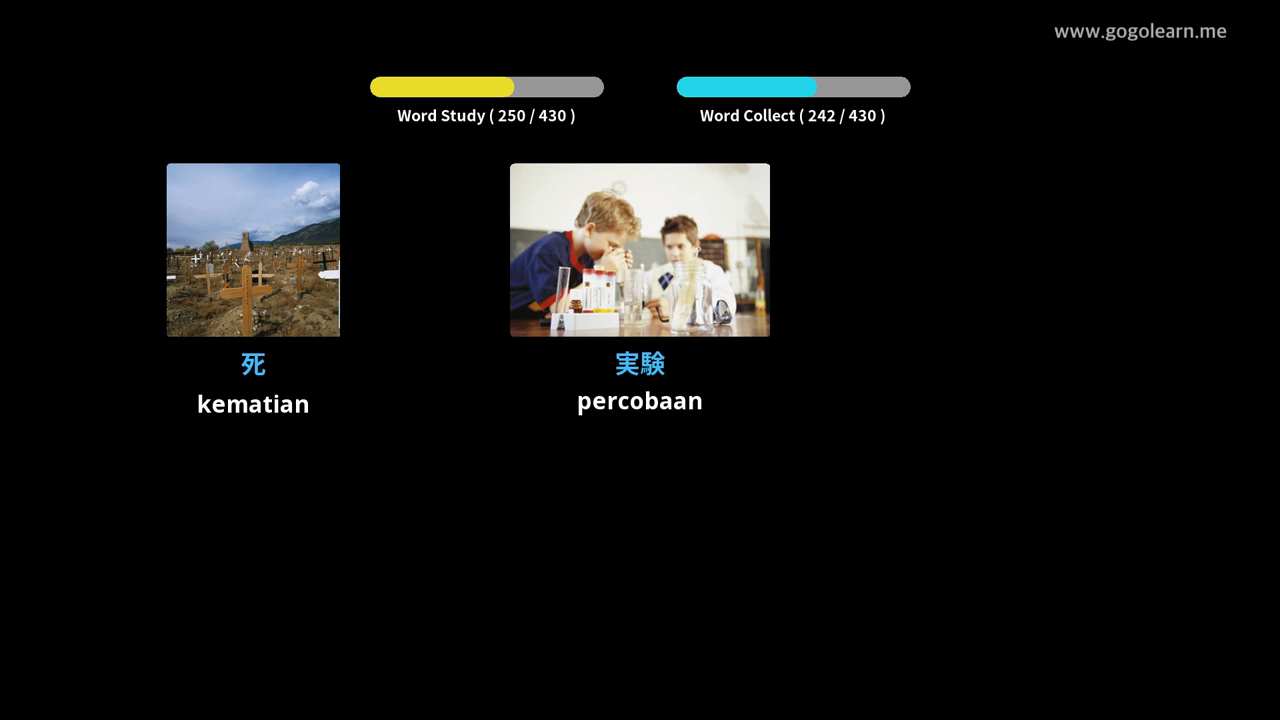 www.gogolearn.me
Word Study ( 250 / 430 )
Word Collect ( 242 / 430 )
死
kematian
実験
percobaan